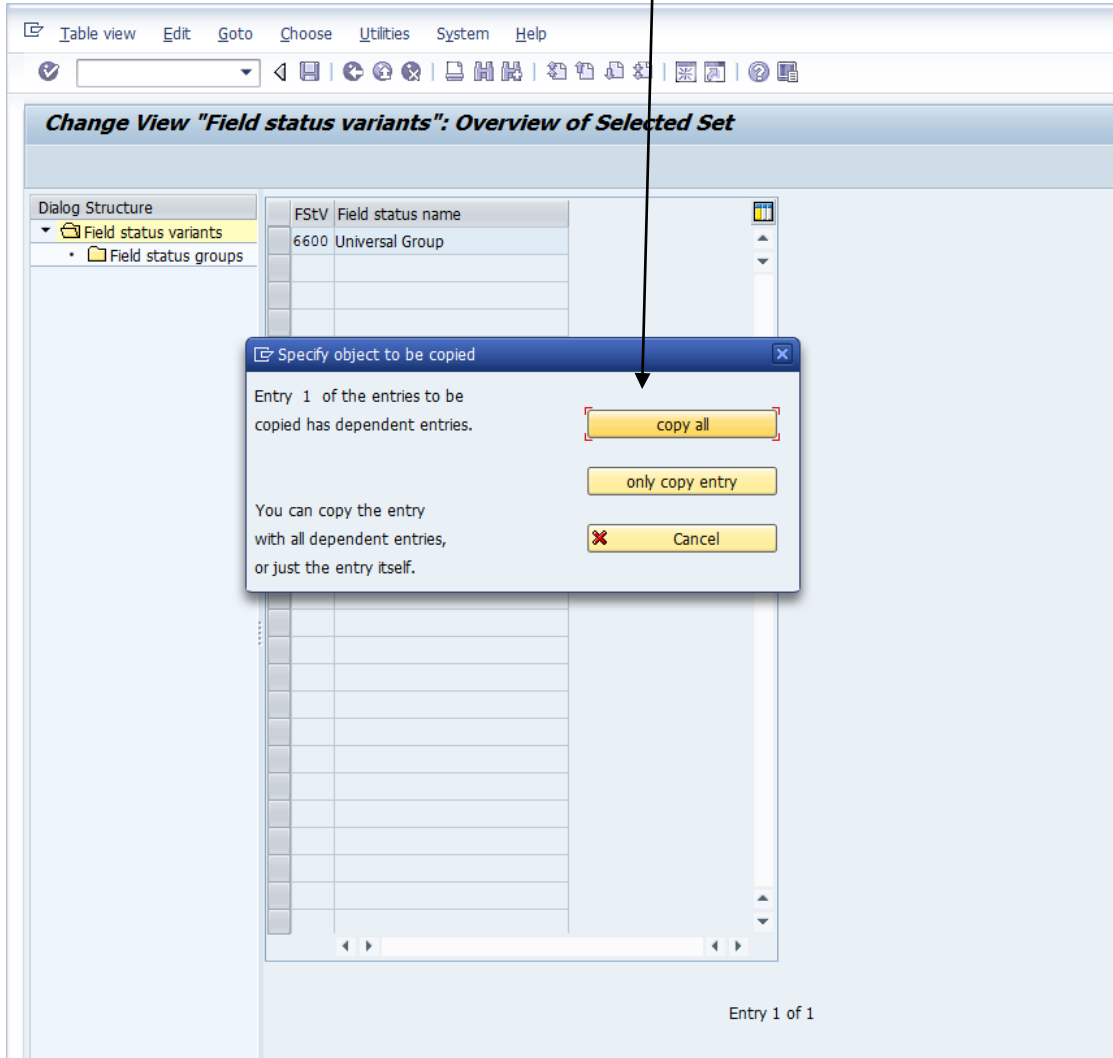 Table view Edit Goto Choose Utilities System Help
Change View "Field status variants": Overview of Selected Set
Dialog Structure
Field status variants
Field status groups
FStV Field status name
6600 Universal Group
Specify object to be copied
Entry 1 of the entries to be
copied has dependent entries.
copy all
only copy entry
You can copy the entry
with all dependent entries,
or just the entry itself.
Cancel
Entry 1 of 1